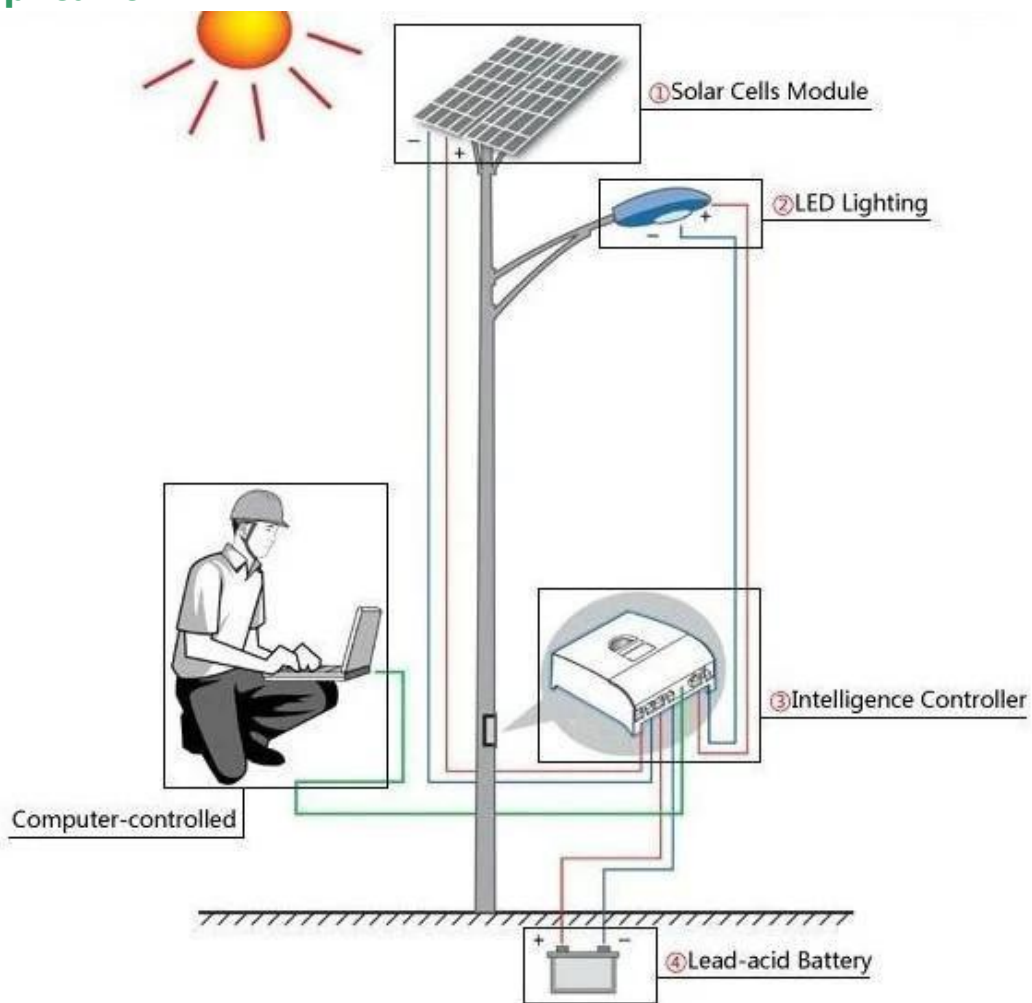 ①Solar Cells Module
− +
②LED Lighting
+
−
③Intelligence Controller
Computer-controlled
+ −
④Lead-acid Battery